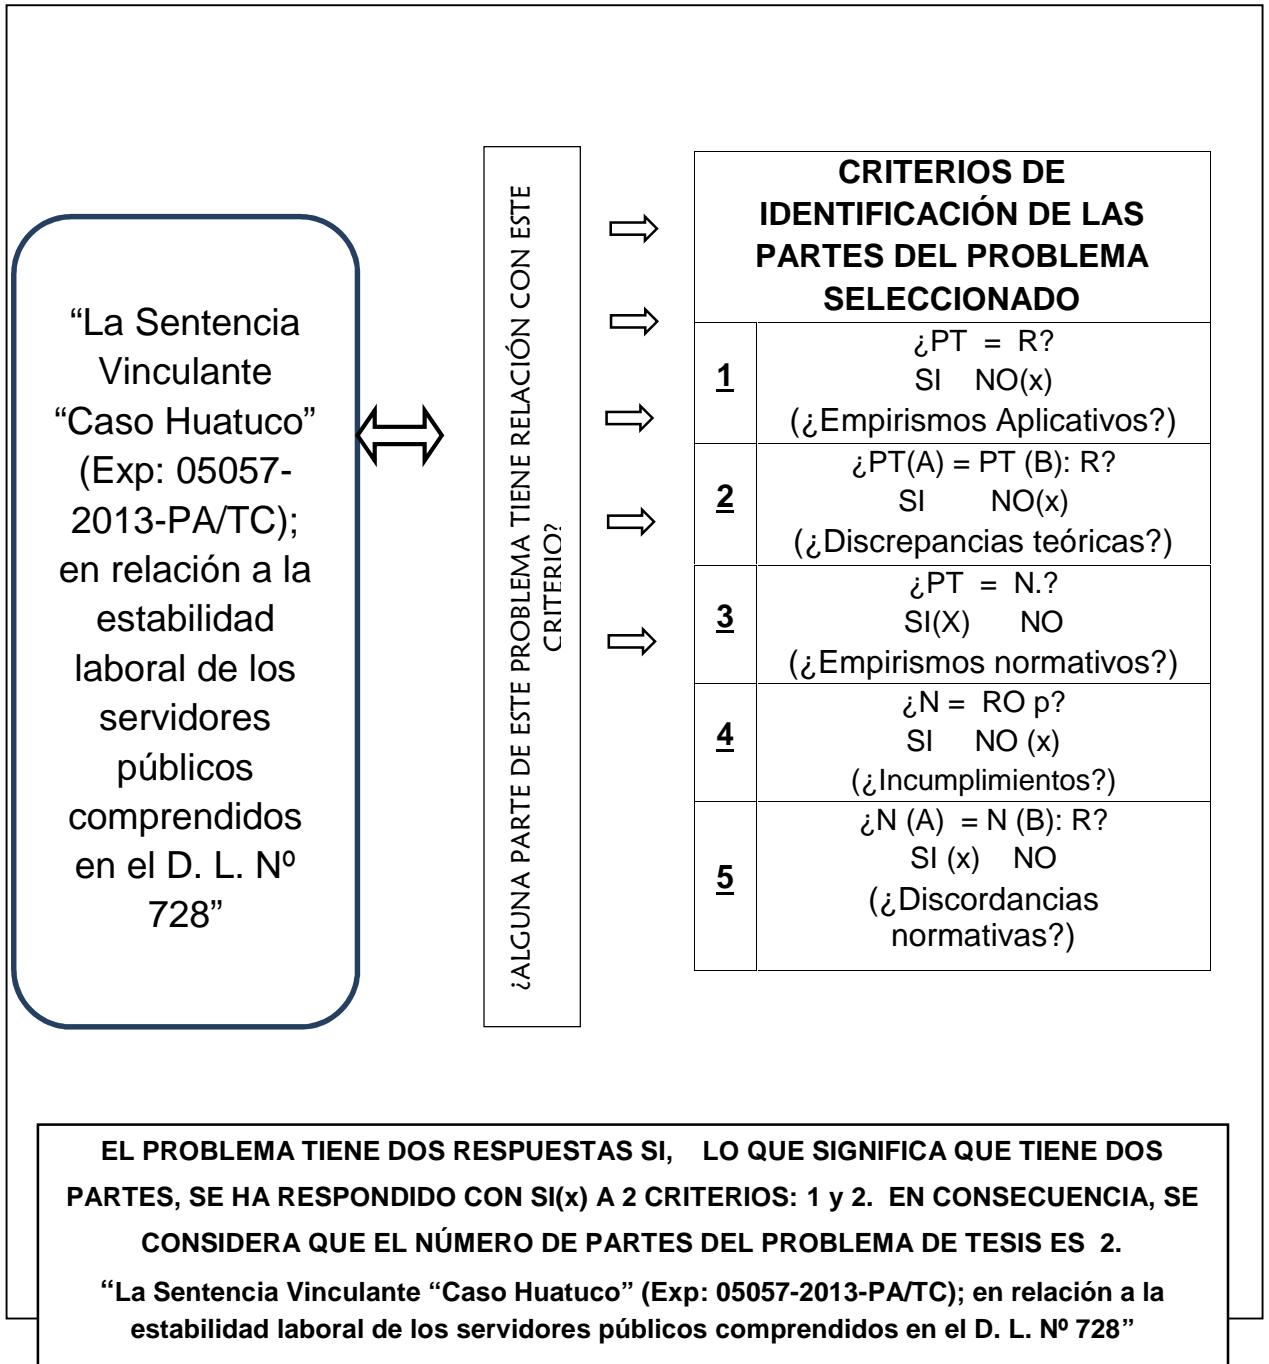 “La Sentencia
Vinculante
“Caso Huatuco”
(Exp: 05057-
2013-PA/TC);
en relación a la
estabilidad
laboral de los
servidores
públicos
comprendidos
en el D. L. Nº
728”
¿ALGUNA PARTE DE ESTE PROBLEMA TIENE RELACIÓN CON ESTE
CRITERIO?
CRITERIOS DE
IDENTIFICACIÓN DE LAS
PARTES DEL PROBLEMA
SELECCIONADO
1
¿PT = R?
SI NO(x)
(¿Empirismos Aplicativos?)
2
¿PT(A) = PT (B): R?
SI NO(x)
(¿Discrepancias teóricas?)
3
¿PT = N.?
SI(X) NO
(¿Empirismos normativos?)
4
¿N = RO p?
SI NO (x)
(¿Incumplimientos?)
5
¿N (A) = N (B): R?
SI (x) NO
(¿Discordancias
normativas?)
EL PROBLEMA TIENE DOS RESPUESTAS SI, LO QUE SIGNIFICA QUE TIENE DOS
PARTES, SE HA RESPONDIDO CON SI(x) A 2 CRITERIOS: 1 y 2. EN CONSECUENCIA, SE
CONSIDERA QUE EL NÚMERO DE PARTES DEL PROBLEMA DE TESIS ES 2.
“La Sentencia Vinculante “Caso Huatuco” (Exp: 05057-2013-PA/TC); en relación a la
estabilidad laboral de los servidores públicos comprendidos en el D. L. Nº 728”